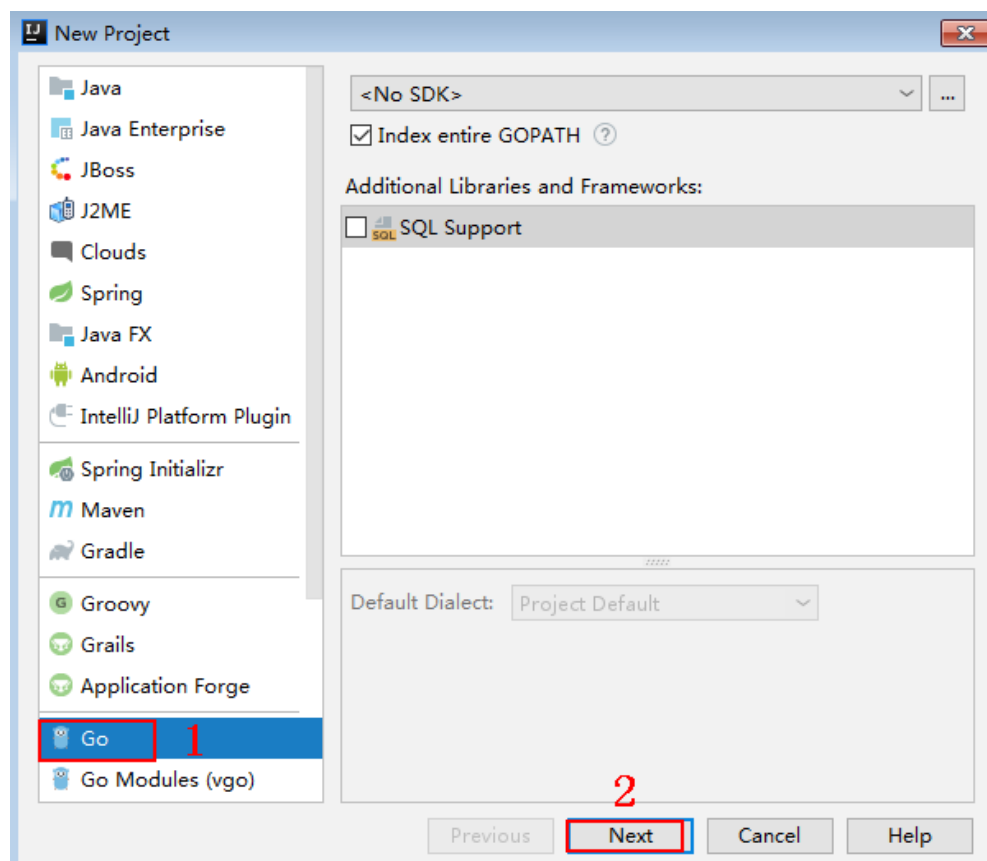 New Project
Java
Java Enterprise
JBoss
J2ME
Clouds
Spring
Java FX
Android
IntelliJ Platform Plugin
Spring Initializr
Maven
Gradle
Groovy
Grails
Application Forge
Go
1
Go Modules (vgo)
<No SDK>
...
Index entire GOPATH ?
Additional Libraries and Frameworks:
SQL SQL Support
Default Dialect: Project Default
2
Previous Next Cancel Help